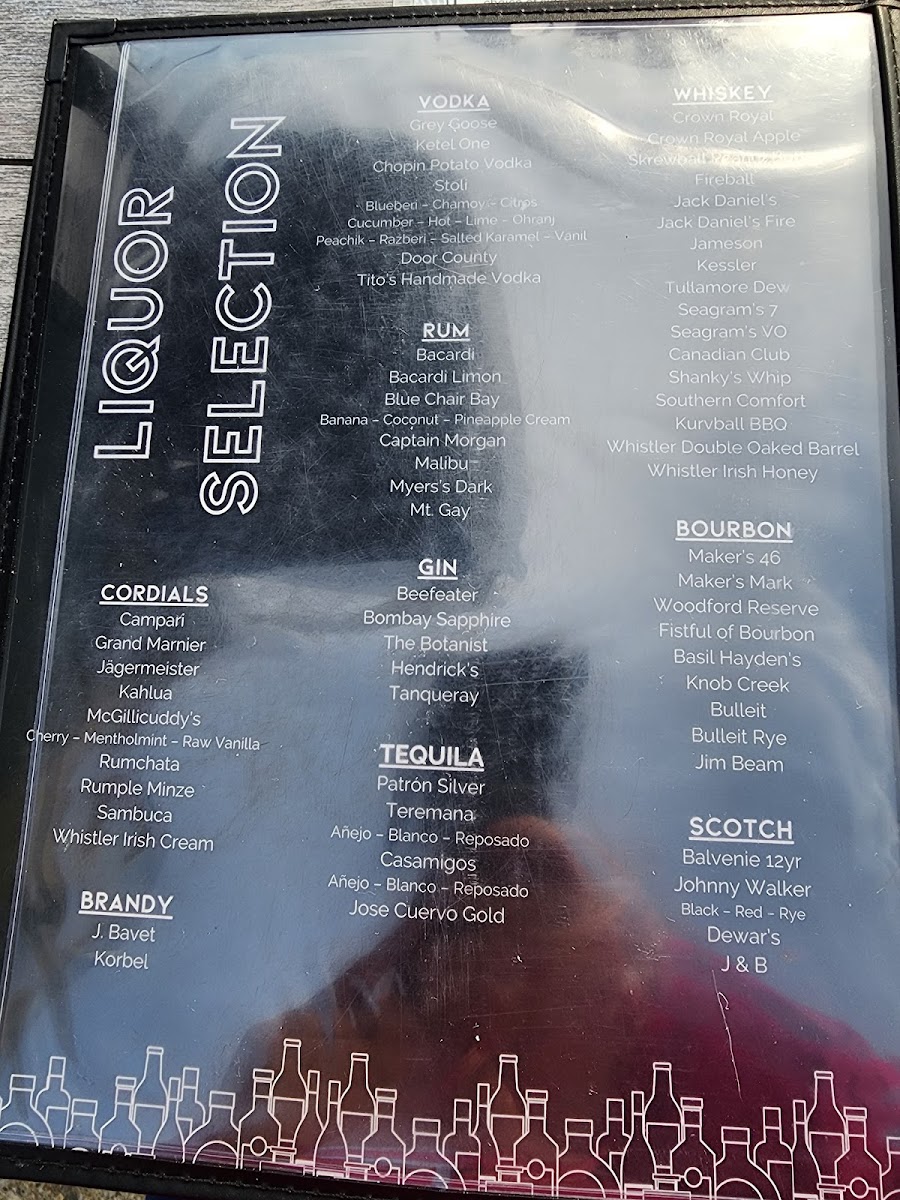 LIQUOR
SELECTION
CORDIALS
Campari
Grand Marnier
Jägermeister
Kahlua
McGillicuddy's
Cherry – Mentholmint – Raw Vanilla
Rumchata
Rumple Minze
Sambuca
Whistler Irish Cream
BRANDY
J. Bavet
Korbel
VODKA
Grey Goose
Ketel One
Chopin Potato Vodka
Stoli
Blueberi – Chamoy – Citros
Cucumber – Hot – Lime – Ohranj
Peachik – Razberi – Salted Karamel – Vanil
Door County
Tito's Handmade Vodka
RUM
Bacardi
Bacardi Limon
Blue Chair Bay
Banana – Coconut – Pineapple Cream
Captain Morgan
Malibu
Myers's Dark
Mt. Gay
GIN
Beefeater
Bombay Sapphire
The Botanist
Hendrick's
Tanqueray
TEQUILA
Patrón Silver
Teremana
Añejo – Blanco – Reposado
Casamigos
Añejo – Blanco – Reposado
Jose Cuervo Gold
WHISKEY
Crown Royal
Crown Royal Apple
Skrewball
Fireball
Jack Daniel's
Jack Daniel's Fire
Jameson
Kessler
Tullamore Dew
Seagram's 7
Seagram's VO
Canadian Club
Shanky's Whip
Southern Comfort
Kurvball BBQ
Whistler Double Oaked Barrel
Whistler Irish Honey
BOURBON
Maker's 46
Maker's Mark
Woodford Reserve
Fistful of Bourbon
Basil Hayden's
Knob Creek
Bulleit
Bulleit Rye
Jim Beam
SCOTCH
Balvenie 12yr
Johnny Walker
Black – Red – Rye
Dewar's
J & B